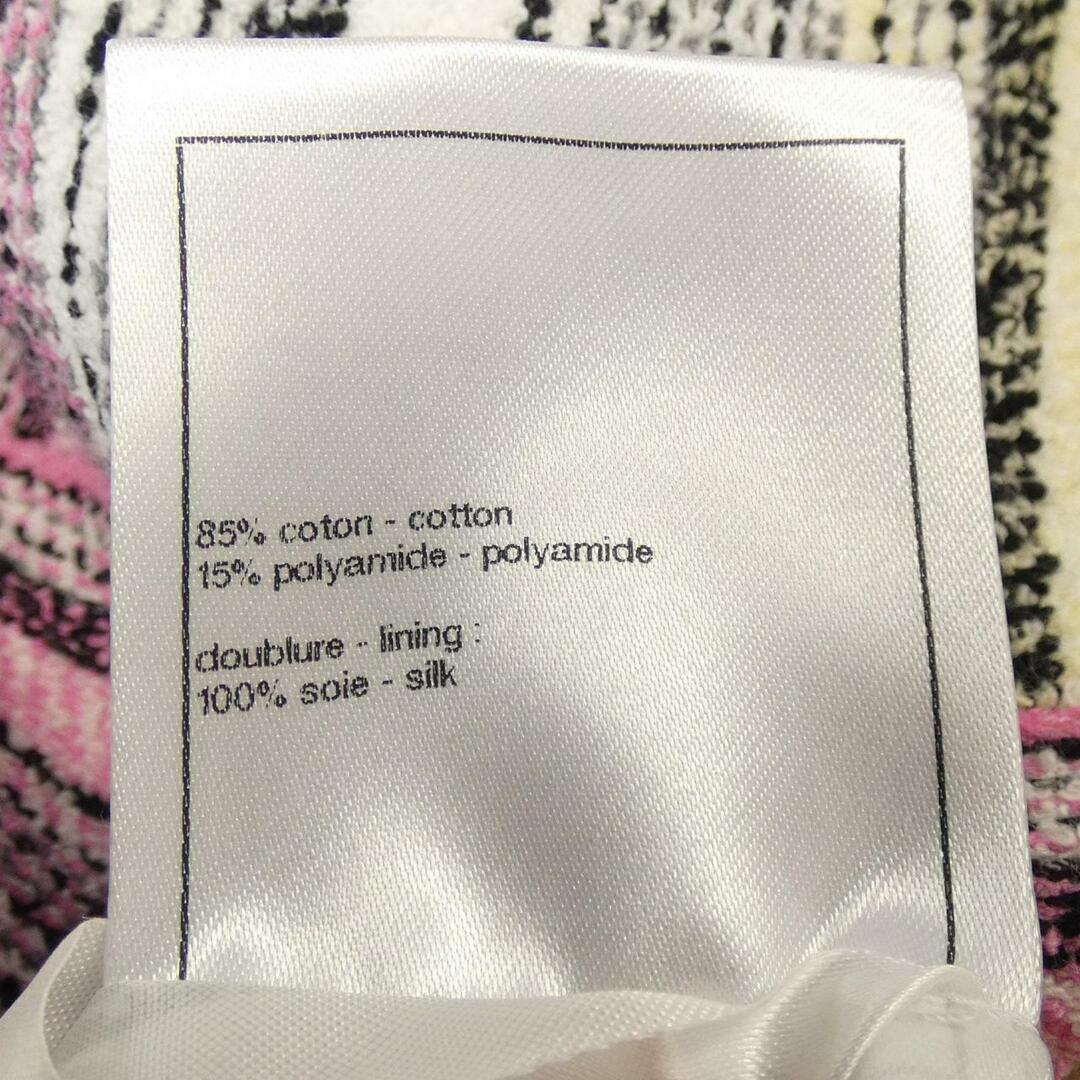 85% coton - cotton
15% polyamide - polyamide
doublure - lining :
100% soie - silk